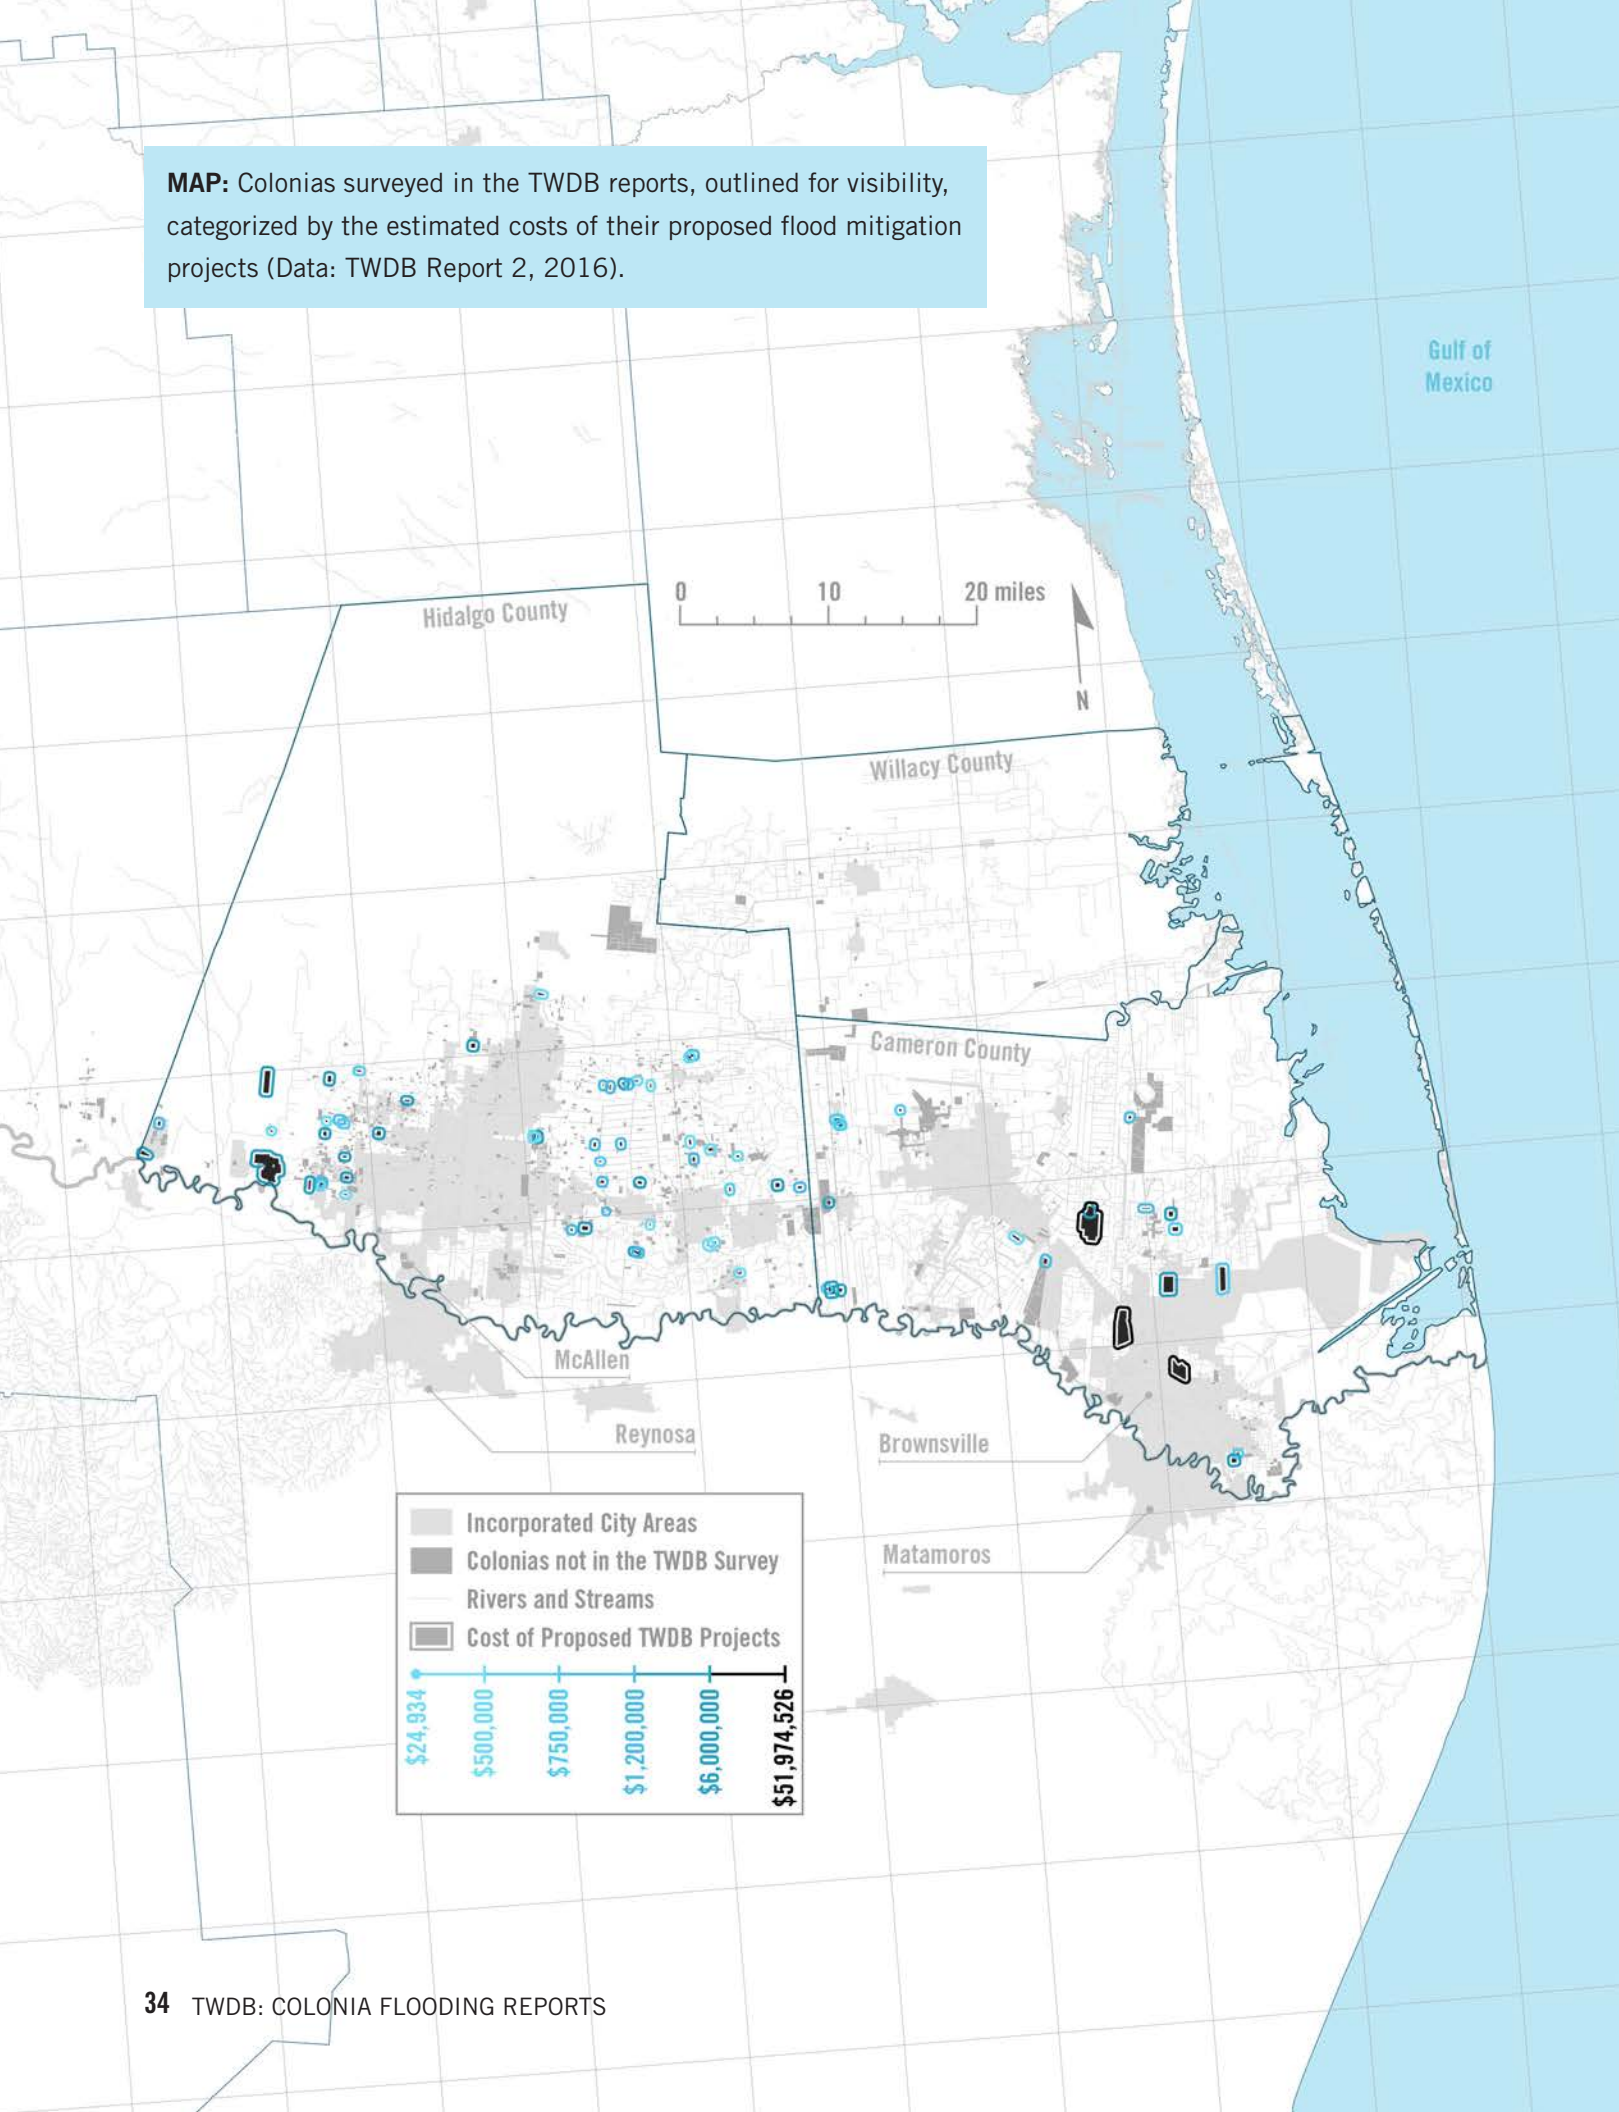 MAP: Colonias surveyed in the TWDB reports, outlined for visibility,
categorized by the estimated costs of their proposed flood mitigation
projects (Data: TWDB Report 2, 2016).
Gulf of
Mexico
0 10 20 miles
N
Hidalgo County
Willacy County
Cameron County
McAllen
Reynosa
Brownsville
Matamoros
Incorporated City Areas
Colonias not in the TWDB Survey
Rivers and Streams
Cost of Proposed TWDB Projects
$24,934
$500,000
$750,000
$1,200,000
$6,000,000
$51,974,526
34 TWDB: COLONIA FLOODING REPORTS